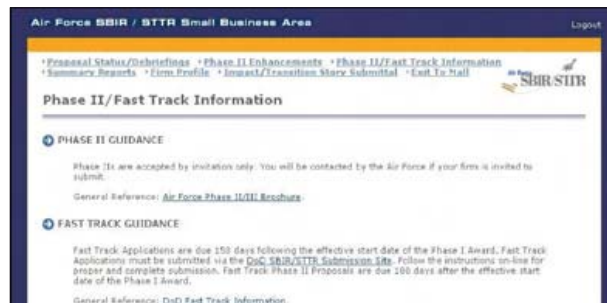 Air Force SBIR / STTR Small Business Area
Logout
Proposal Status/Debriefings Phase II Enhancements Phase II/Fast Track Information
Summary Reports Firm Profile Impact/Transition Story Submittal Exit To Mall
Air Force
SBIR/STTR
Phase II/Fast Track Information
PHASE II GUIDANCE
Phase IIs are accepted by invitation only. You will be contacted by the Air Force if your firm is invited to
submit.
General Reference: Air Force Phase II/III Brochure.
FAST TRACK GUIDANCE
Fast Track Applications are due 150 days following the effective start date of the Phase I Award. Fast Track
Applications must be submitted via the DoD SBIR/STTR Submission Site. Follow the instructions on-line for
proper and complete submission. Fast Track Phase II Proposals are due 180 days after the effective start
date of the Phase I Award.
General Reference: DoD Fast Track Information.